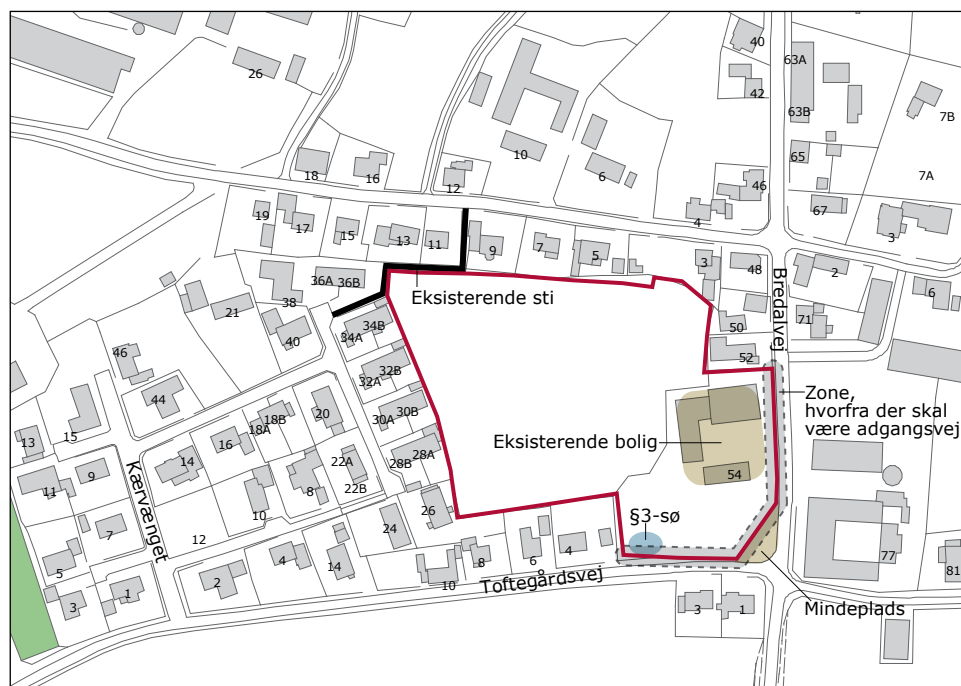 40
63A
26
42
63B
7B
10
65
18
16
12
6
46
7A
19
17
15
13
11
9
7
5
4
67
3
3
48
2
36A
36B
Eksisterende sti
38
21
6
34B
34A
40
50
71
Bredalvej
46
52
32B
32A
44
Zone,
hvorfra der skal
være adgangsvej
30B
30A
20
18B
18A
15
Eksisterende bolig
13
16
28A
28B
14
22A
22B
54
9
11
8
10
26
§3-sø
Kærvænget
7
24
12
6
4
77
5
4
14
8
10
8
Toftegårdsvej
81
2
1
3
3
1
Mindeplads